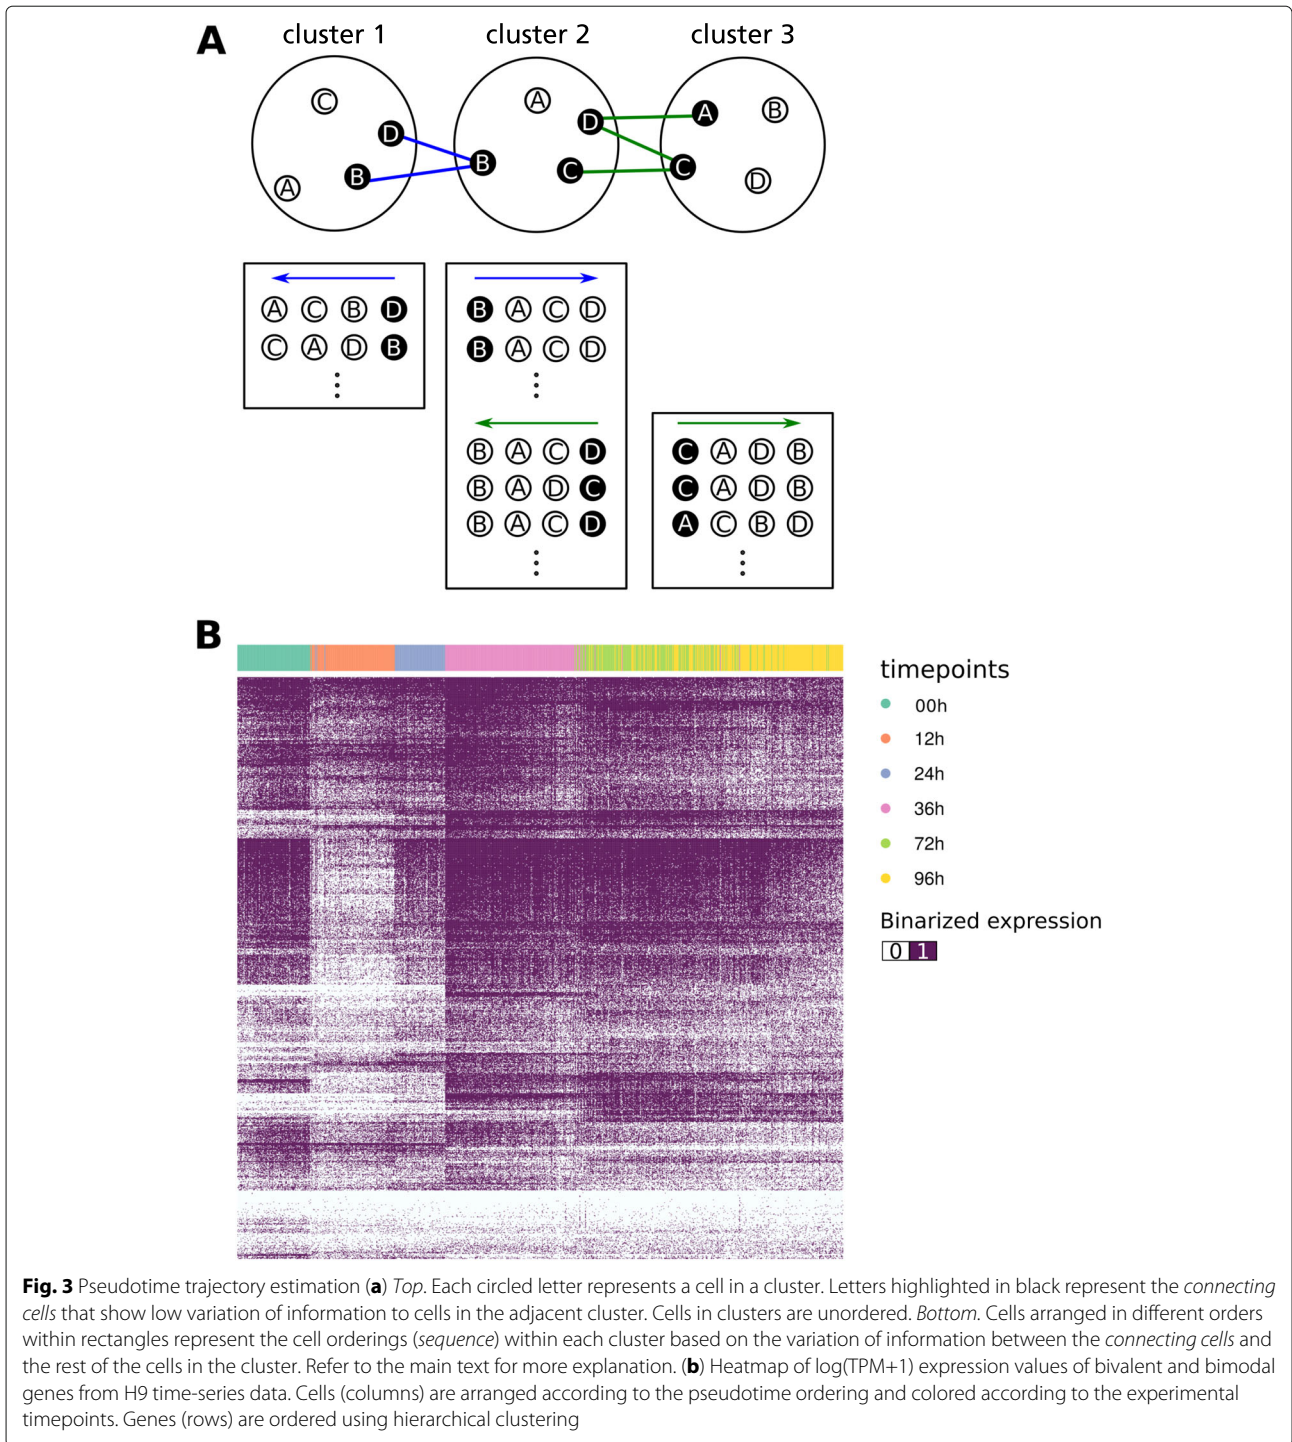 A
cluster 1 cluster 2 cluster 3
C A D A B
D B B C C D
A
A C B D B A C D
C A D B B A C D
B A C D C A D B
B A D C C A D B
B A C D A C B D
B
timepoints
00h
12h
24h
36h
72h
96h
Binarized expression
0 1
Fig. 3 Pseudotime trajectory estimation (a) Top. Each circled letter represents a cell in a cluster. Letters highlighted in black represent the connecting
cells that show low variation of information to cells in the adjacent cluster. Cells in clusters are unordered. Bottom. Cells arranged in different orders
within rectangles represent the cell orderings (sequence) within each cluster based on the variation of information between the connecting cells and
the rest of the cells in the cluster. Refer to the main text for more explanation. (b) Heatmap of log(TPM+1) expression values of bivalent and bimodal
genes from H9 time-series data. Cells (columns) are arranged according to the pseudotime ordering and colored according to the experimental
timepoints. Genes (rows) are ordered using hierarchical clustering